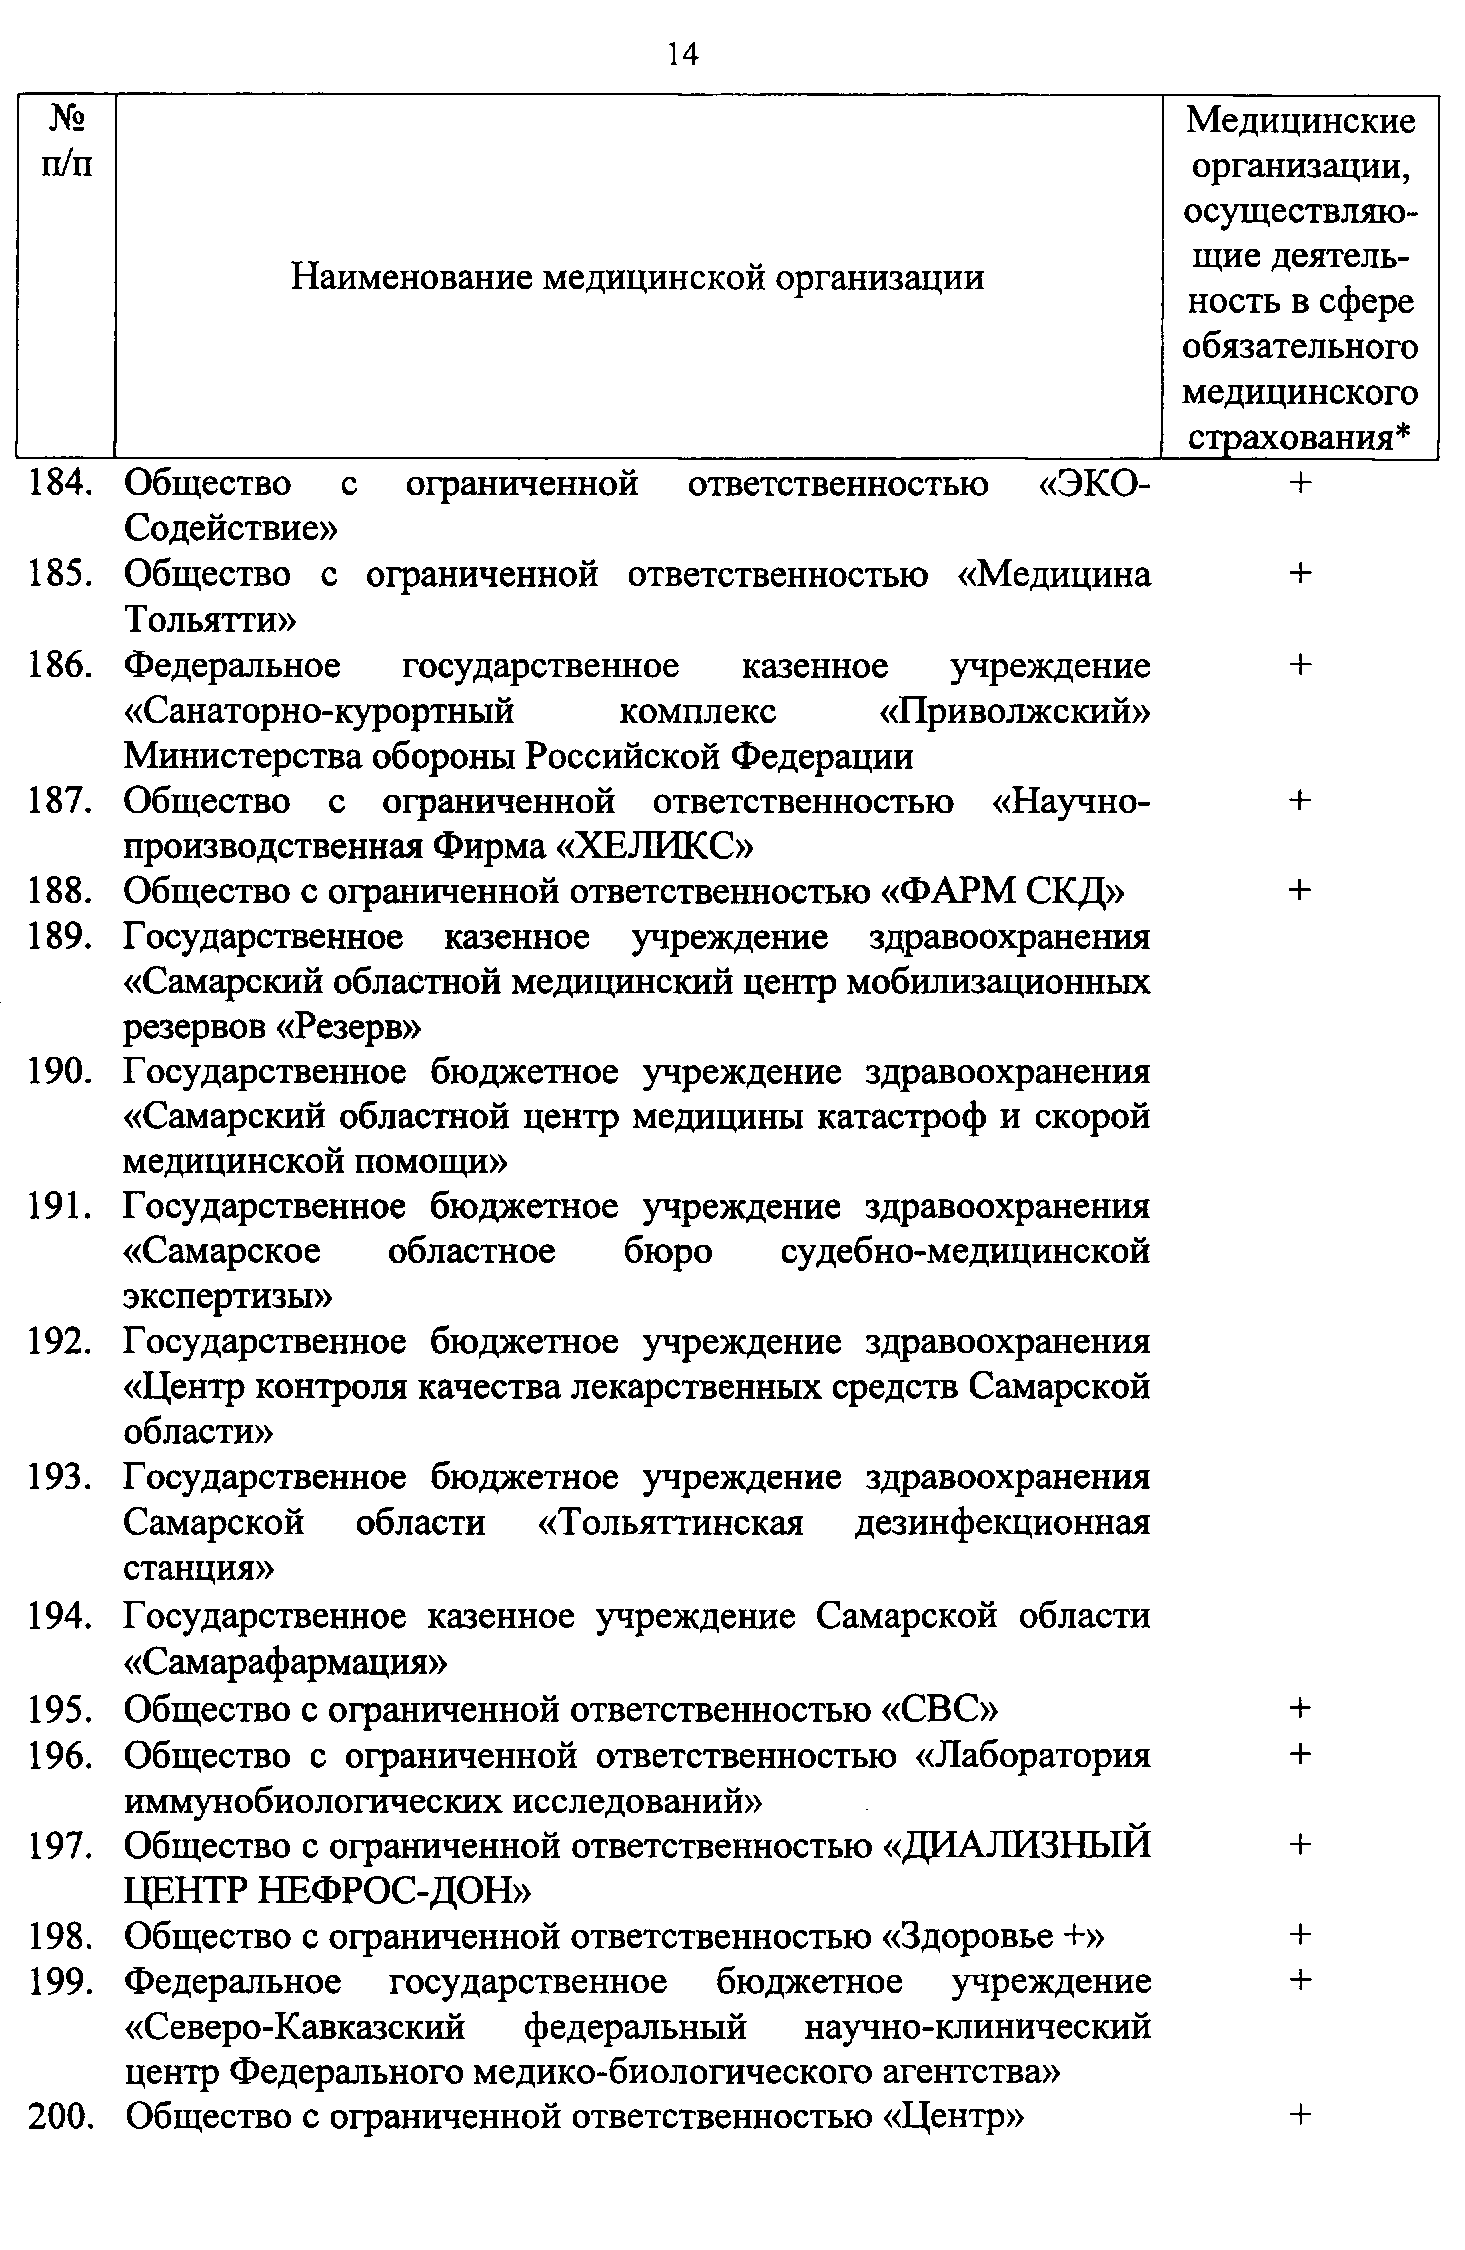 14
№
п/п
Наименование медицинской организации
Медицинские
организации,
осуществляю-
щие деятель-
ность в сфере
обязательного
медицинского
страхования*
184. Общество с ограниченной ответственностью «ЭКО- +
Содействие»
185. Общество с ограниченной ответственностью «Медицина +
Тольятти»
186. Федеральное государственное казенное учреждение +
«Санаторно-курортный комплекс «Приволжский»
Министерства обороны Российской Федерации
187. Общество с ограниченной ответственностью «Научно- +
производственная Фирма «ХЕЛИКС»
188. Общество с ограниченной ответственностью «ФАРМ СКД» +
189. Государственное казенное учреждение здравоохранения
«Самарский областной медицинский центр мобилизационных
резервов «Резерв»
190. Государственное бюджетное учреждение здравоохранения
«Самарский областной центр медицины катастроф и скорой
медицинской помощи»
191. Государственное бюджетное учреждение здравоохранения
«Самарское областное бюро судебно-медицинской
экспертизы»
192. Государственное бюджетное учреждение здравоохранения
«Центр контроля качества лекарственных средств Самарской
области»
193. Государственное бюджетное учреждение здравоохранения
Самарской области «Тольяттинская дезинфекционная
станция»
194. Государственное казенное учреждение Самарской области
«Самарафармация»
195. Общество с ограниченной ответственностью «СВС» +
196. Общество с ограниченной ответственностью «Лаборатория +
иммунобиологических исследований»
197. Общество с ограниченной ответственностью «ДИАЛИЗНЫЙ +
ЦЕНТР НЕФРОС-ДОН»
198. Общество с ограниченной ответственностью «Здоровье +» +
199. Федеральное государственное бюджетное учреждение +
«Северо-Кавказский федеральный научно-клинический
центр Федерального медико-биологического агентства»
200. Общество с ограниченной ответственностью «Центр» +